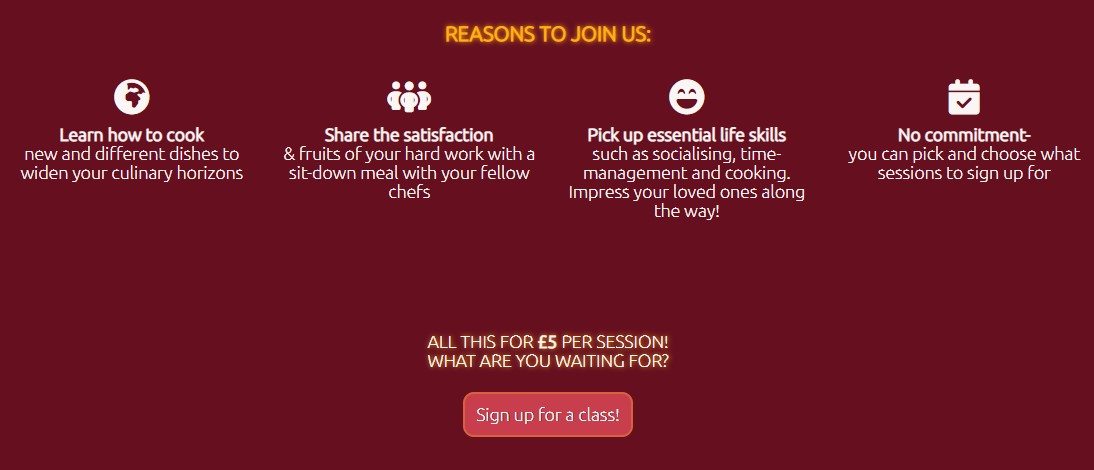 REASONS TO JOIN US:
Learn how to cook
new and different dishes to
widen your culinary horizons
Share the satisfaction
& fruits of your hard work with a
sit-down meal with your fellow
chefs
Pick up essential life skills
such as socialising, time-
management and cooking.
Impress your loved ones along
the way!
No commitment-
you can pick and choose what
sessions to sign up for
ALL THIS FOR £5 PER SESSION!
WHAT ARE YOU WAITING FOR?
Sign up for a class!